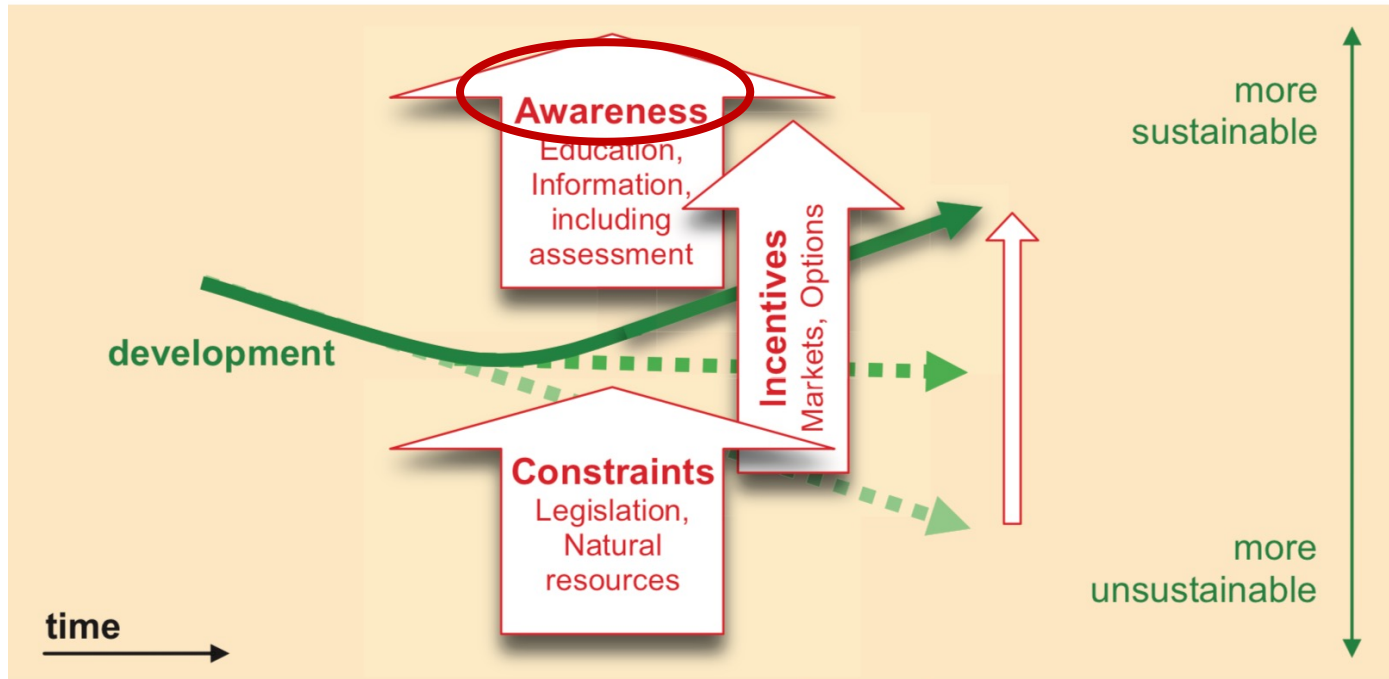 Awareness
Education,
Information,
including
assessment
more
sustainable
Incentives
Markets, Options
development
Constraints
Legislation,
Natural
resources
more
unsustainable
time